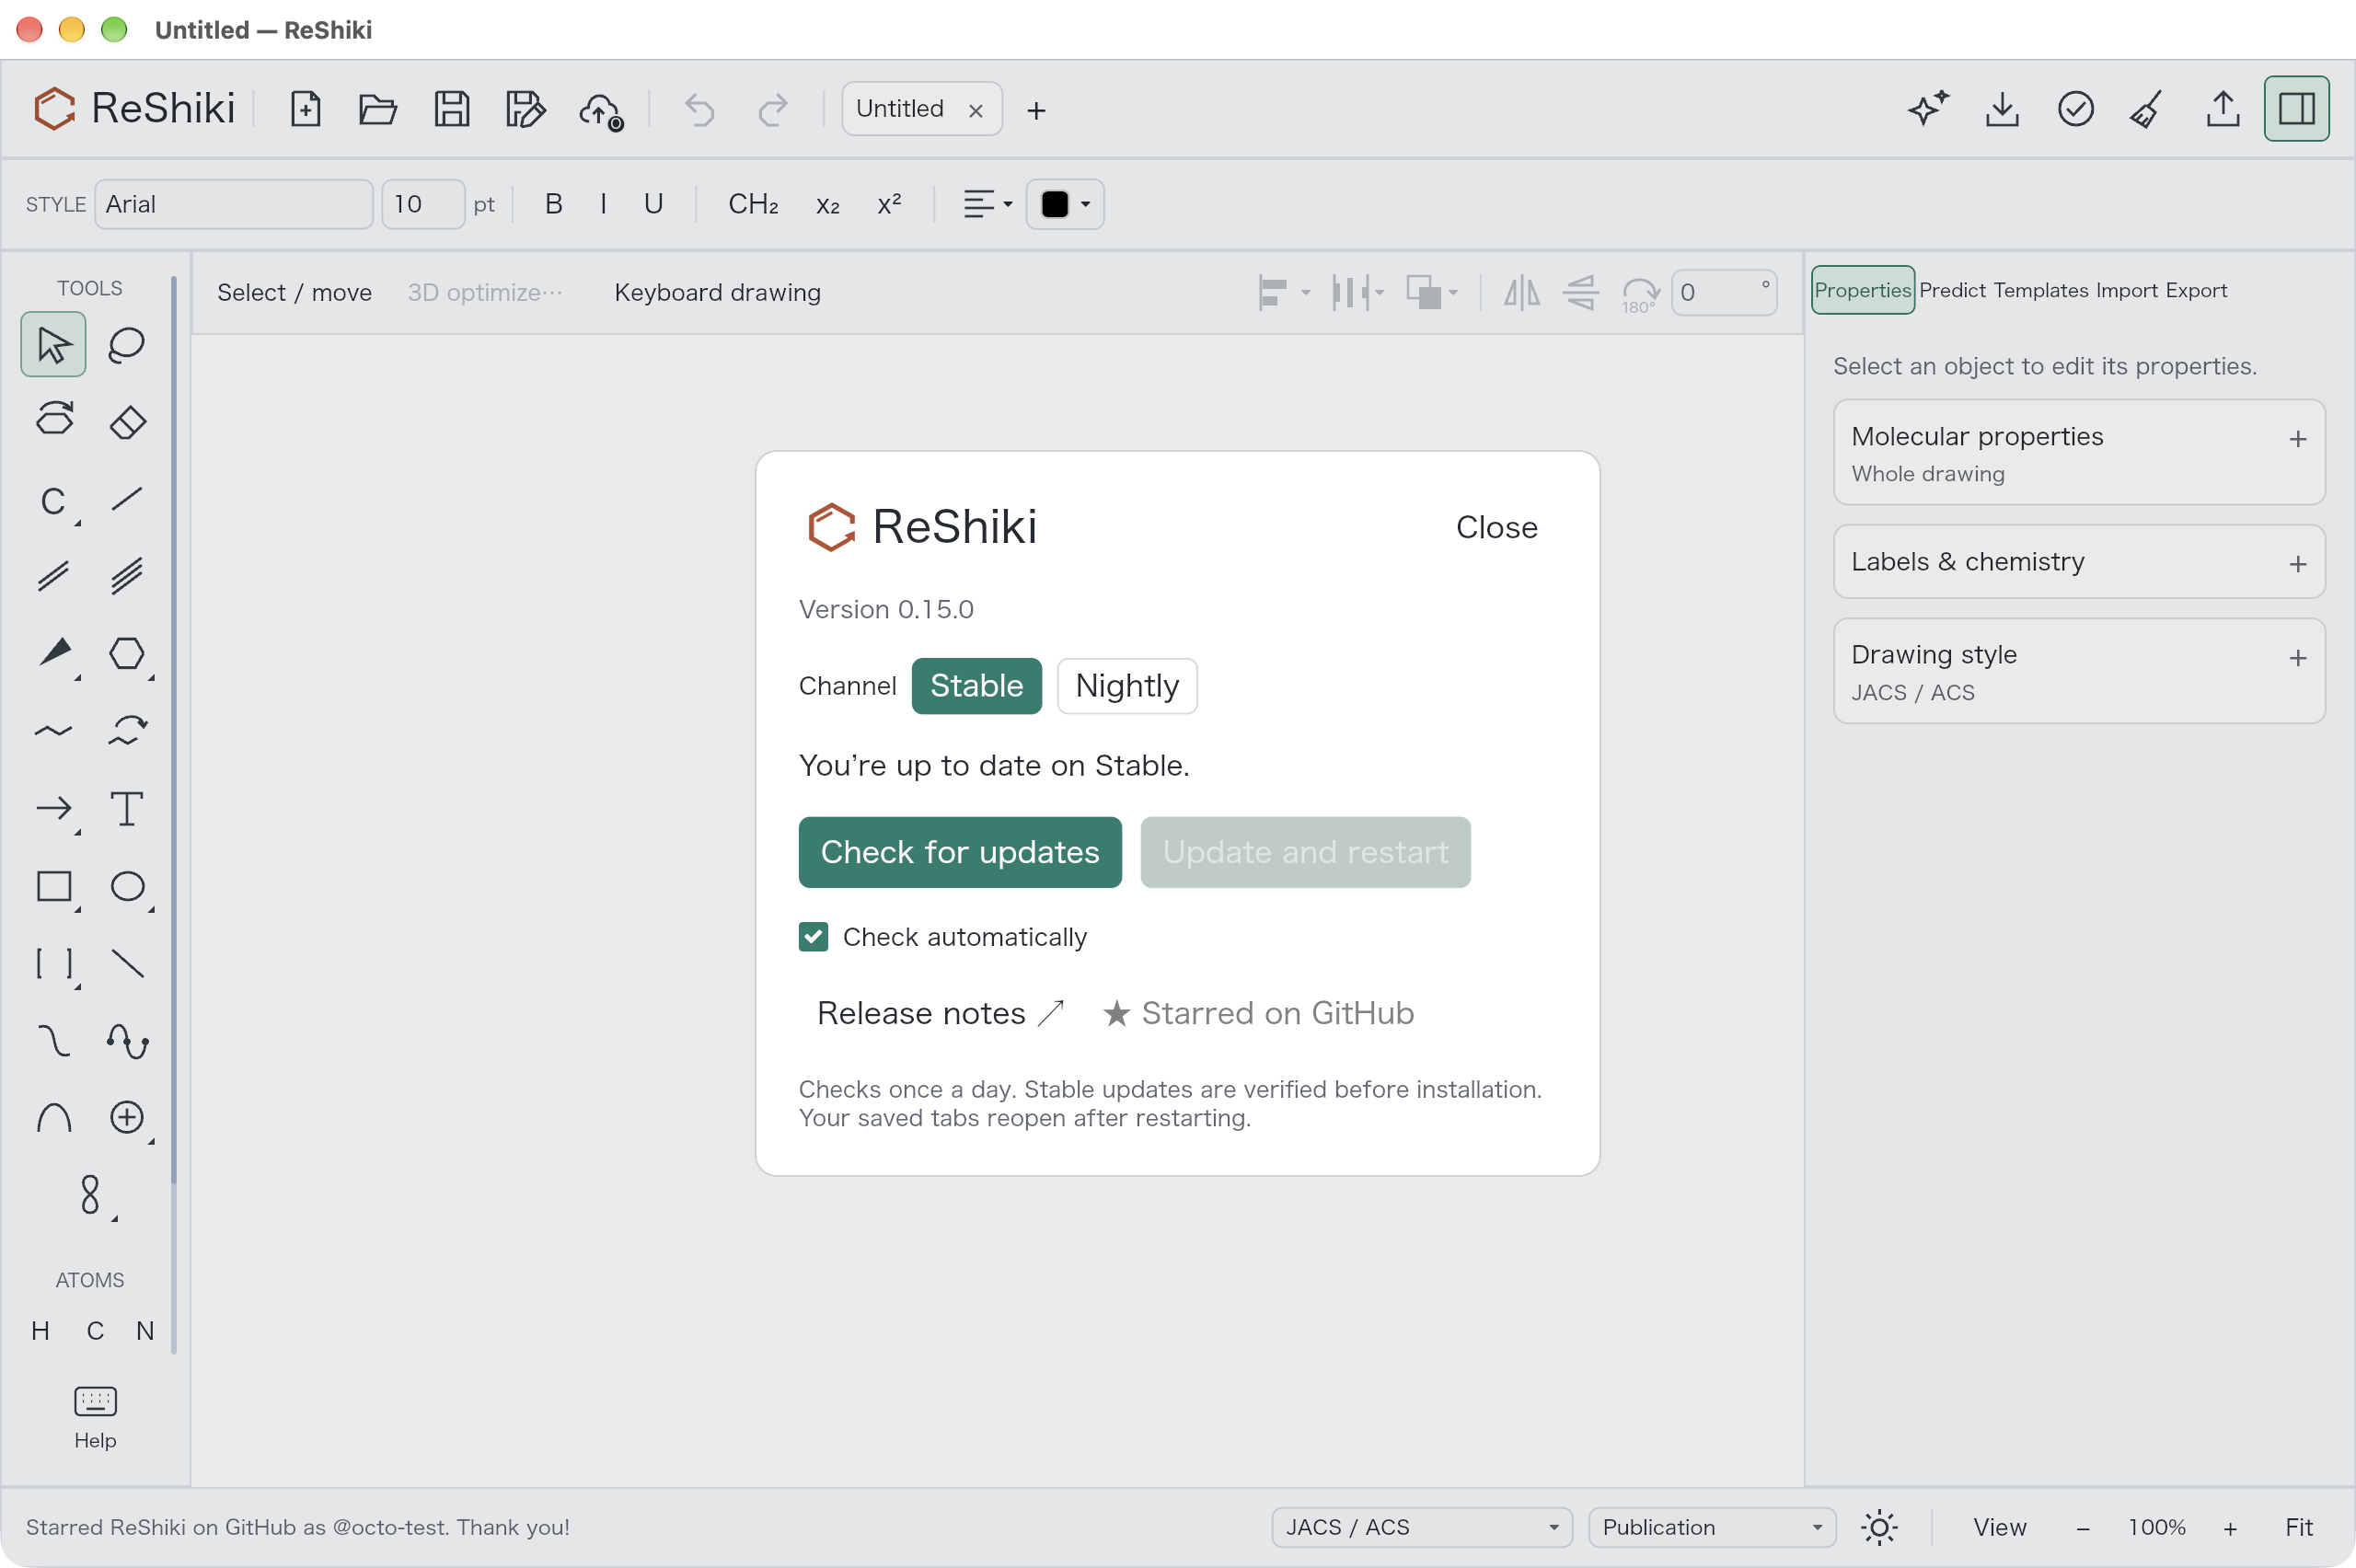 Untitled — ReShiki
ReShiki
Untitled × +
STYLE Arial 10 pt B I U CH₂ x₂ x²
TOOLS
Select / move 3D optimize··· Keyboard drawing
180°
0 °
Properties Predict Templates Import Export
Select an object to edit its properties.
Molecular properties +
Whole drawing
Labels & chemistry +
Drawing style +
JACS / ACS
C
T
[ ]
ReShiki
Close
Version 0.15.0
Channel Stable Nightly
You’re up to date on Stable.
Check for updates Update and restart
Check automatically
Release notes ↗ ★ Starred on GitHub
Checks once a day. Stable updates are verified before installation.
Your saved tabs reopen after restarting.
ATOMS
H C N
Help
Starred ReShiki on GitHub as @octo-test. Thank you!
JACS / ACS Publication View − 100% + Fit